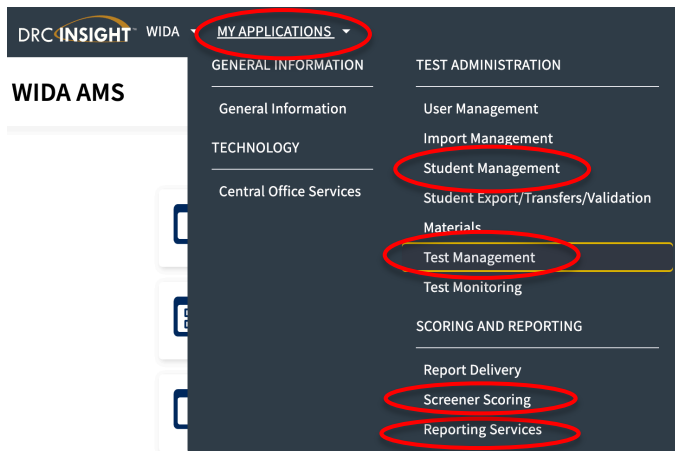 DRC INSIGHT™ WIDA MY APPLICATIONS
WIDA AMS
GENERAL INFORMATION
General Information
TECHNOLOGY
Central Office Services
TEST ADMINISTRATION
User Management
Import Management
Student Management
Student Export/Transfers/Validation
Materials
Test Management
Test Monitoring
SCORING AND REPORTING
Report Delivery
Screener Scoring
Reporting Services